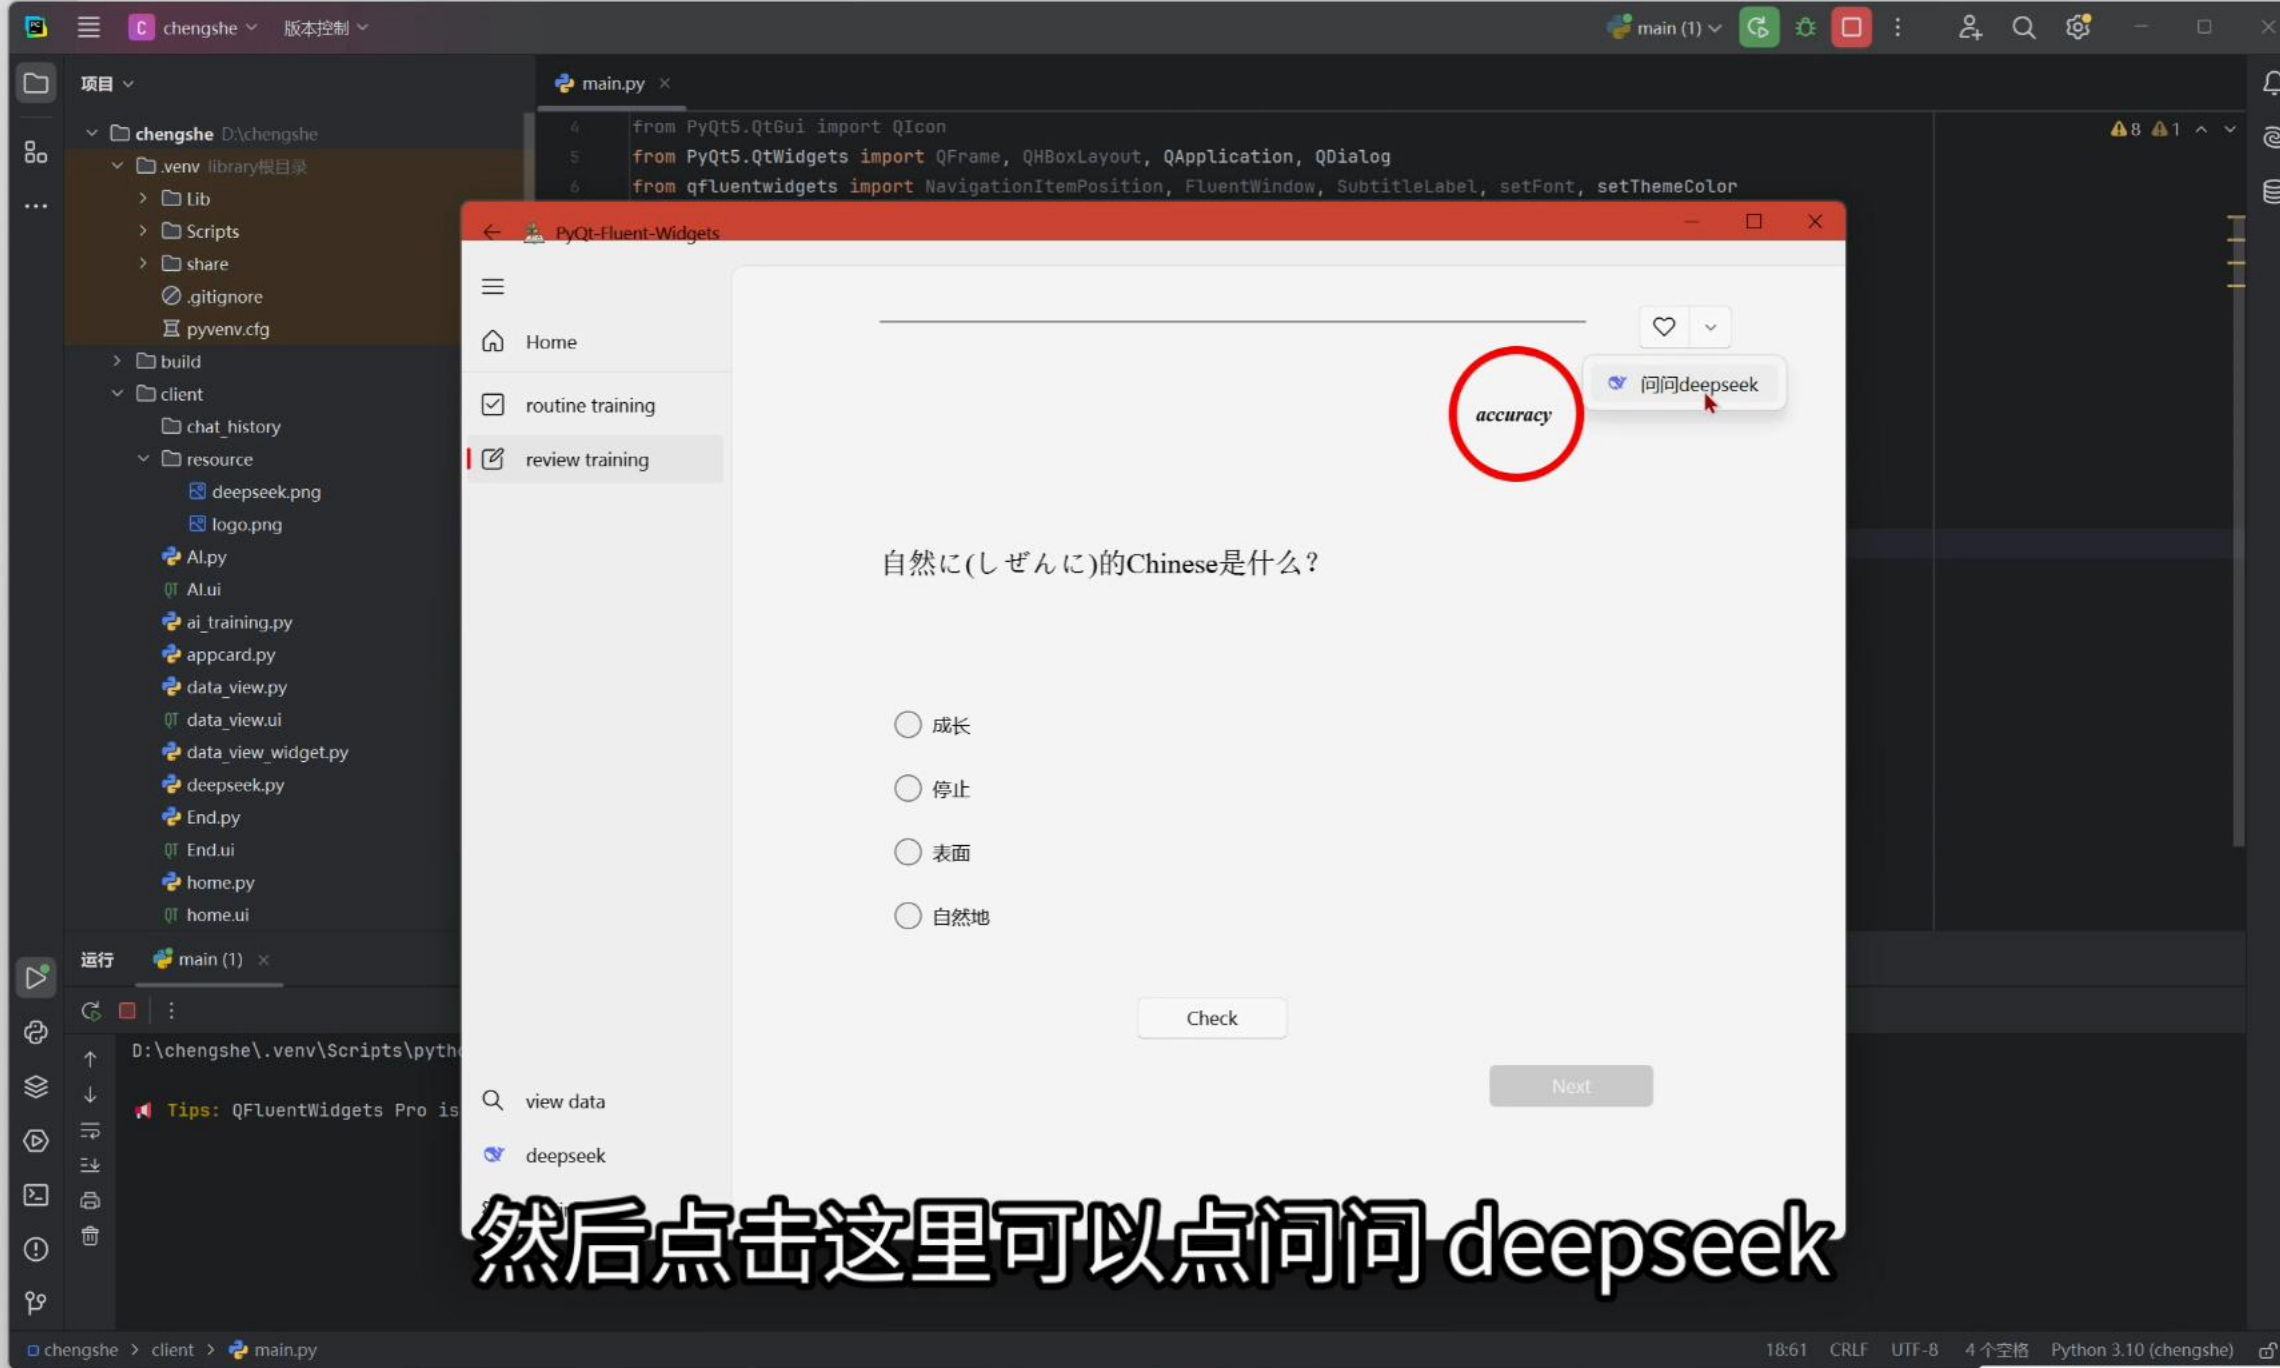 chengshe
版本控制
main (1)
项目
main.py
chengshe D:\chengshe
.venv library根目录
Lib
Scripts
share
.gitignore
pyvenv.cfg
build
client
chat_history
resource
deepseek.png
logo.png
AI.py
AI.ui
ai_training.py
appcard.py
data_view.py
data_view.ui
data_view_widget.py
deepseek.py
End.py
End.ui
home.py
home.ui
4 from PyQt5.QtGui import QIcon
5 from PyQt5.QtWidgets import QFrame, QHBoxLayout, QApplication, QDialog
6 from qfluentwidgets import NavigationItemPosition, FluentWindow, SubtitleLabel, setFont, setThemeColor
8 1
PyQt-Fluent-Widgets
Home
routine training
review training
问问deepseek
accuracy
自然に(しぜんに)的Chinese是什么?
成长
停止
表面
自然地
Check
Next
view data
deepseek
运行
main (1)
D:\chengshe\.venv\Scripts\pyth
Tips: QFluentWidgets Pro is
然后点击这里可以点问问 deepseek
chengshe > client > main.py
18:61 CRLF UTF-8 4个空格 Python 3.10 (chengshe)